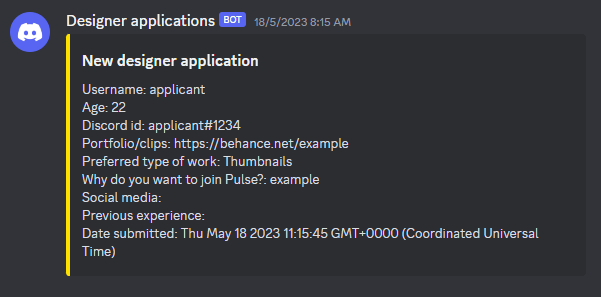 Designer applications BOT 18/5/2023 8:15 AM
New designer application
Username: applicant
Age: 22
Discord id: applicant#1234
Portfolio/clips: https://behance.net/example
Preferred type of work: Thumbnails
Why do you want to join Pulse?: example
Social media:
Previous experience:
Date submitted: Thu May 18 2023 11:15:45 GMT+0000 (Coordinated Universal
Time)